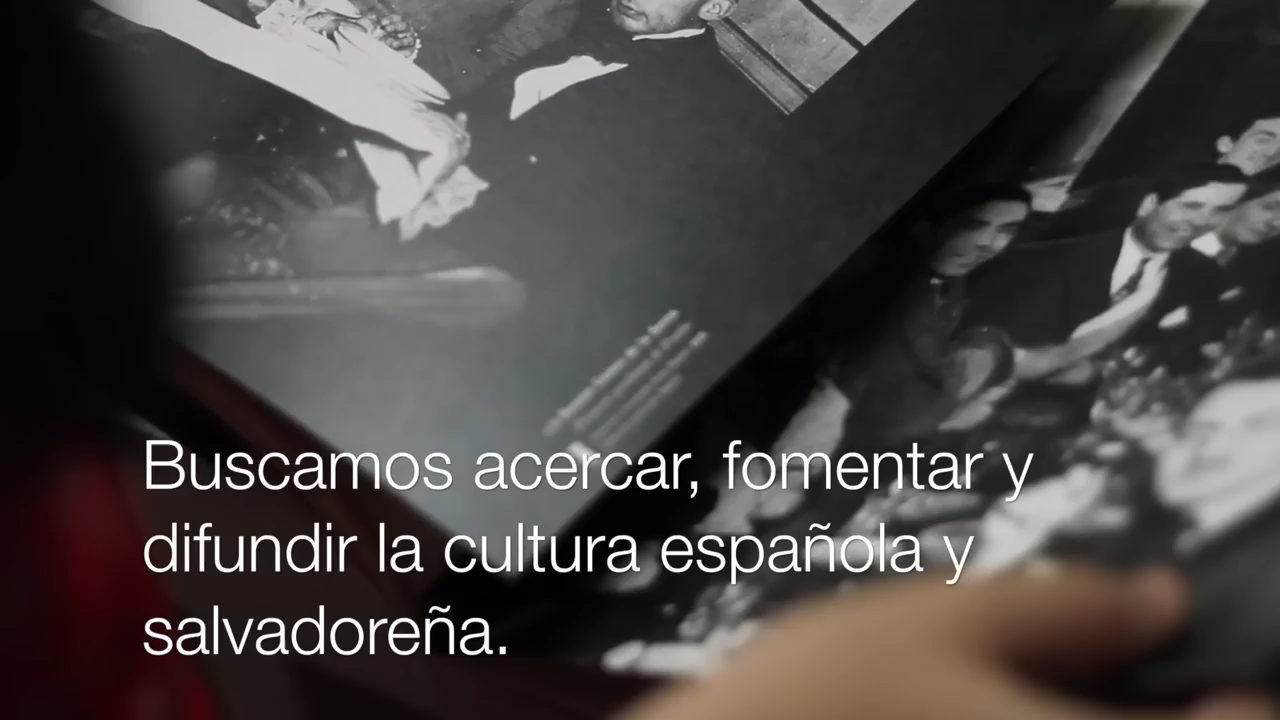 Buscamos acercar, fomentar y
difundir la cultura española y
salvadoreña.